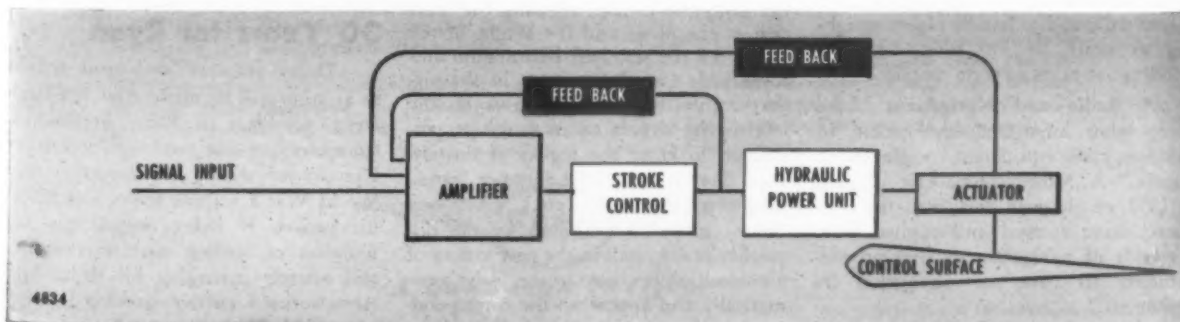 FEED BACK
FEED BACK
SIGNAL INPUT
AMPLIFIER
STROKE
CONTROL
HYDRAULIC
POWER UNIT
ACTUATOR
CONTROL SURFACE
4834